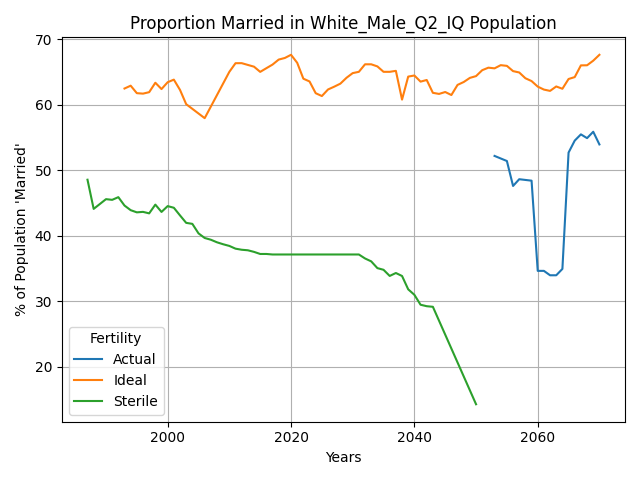 Proportion Married in White_Male_Q2_IQ Population
% of Population 'Married'
70
60
50
40
30
20
Fertility
Actual
Ideal
Sterile
2000
2020
2040
2060
Years